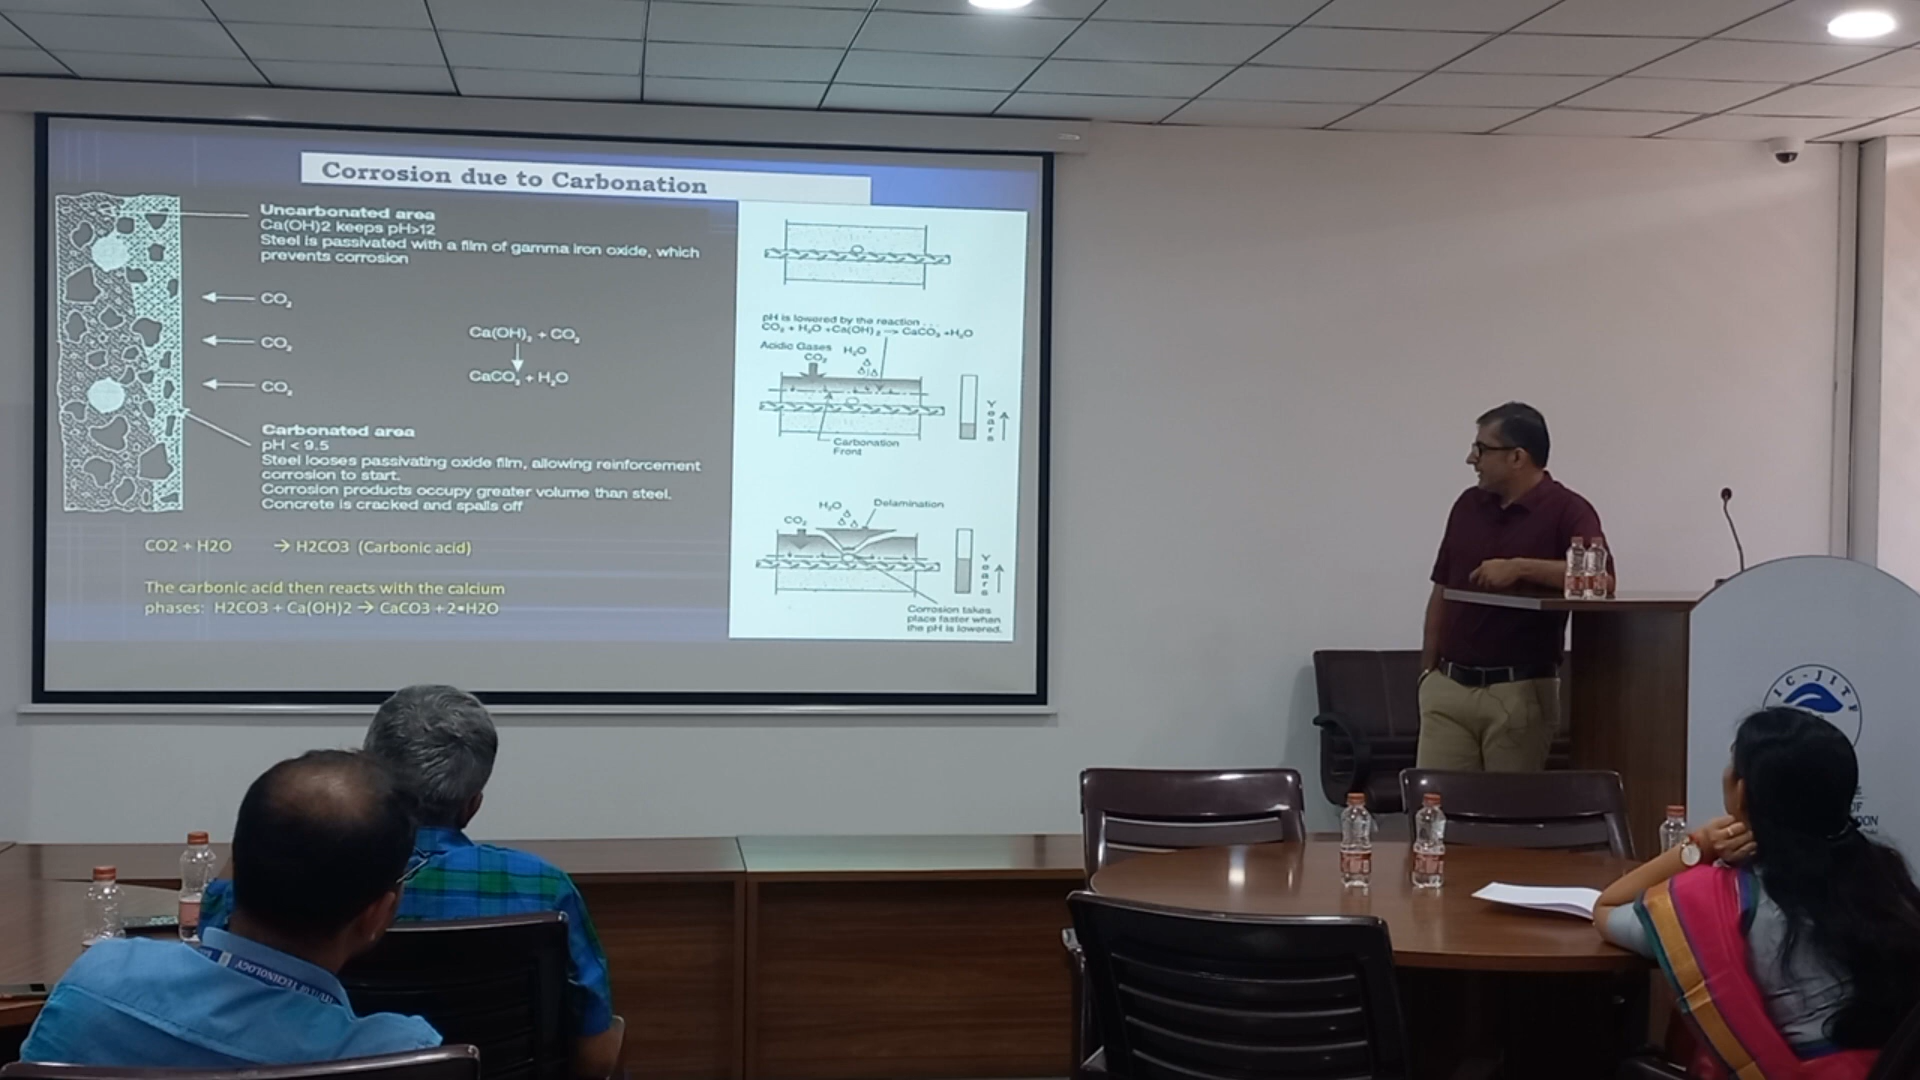 Corrosion due to Carbonation
Uncarbonated area
Ca(OH)2 keeps pH>12
Steel is passivated with a film of gamma iron oxide, which
prevents corrosion
CO₂
CO₂
CO₂
Ca(OH)₂ + CO₂
CaCO₃ + H₂O
Carbonated area
pH < 9.5
Steel looses passivating oxide film, allowing reinforcement
corrosion to start.
Corrosion products occupy greater volume than steel.
Concrete is cracked and spalls off
CO2 + H2O → H2CO3 (Carbonic acid)
The carbonic acid then reacts with the calcium
phases: H2CO3 + Ca(OH)2 → CaCO3 + 2•H2O
pH is lowered by the reaction . . .
CO₂ + H₂O +Ca(OH)₂ → CaCO₃ +H₂O
Acidic Gases
CO₂
H₂O
Years
Carbonation
Front
H₂O
Delamination
CO₂
Years
Corrosion takes
place faster when
the pH is lowered.
IC-JIT
OF
TECHNOLOGY